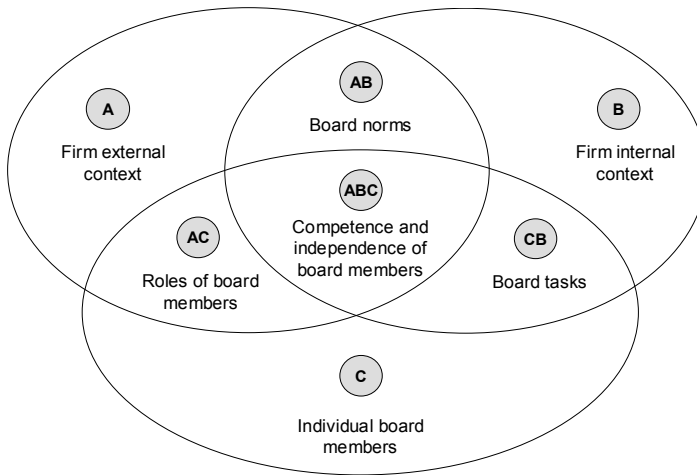 AB
A
B
Board norms
Firm external
context
Firm internal
context
ABC
AC
Competence and
independence of
board members
CB
Roles of board
members
Board tasks
C
Individual board
members